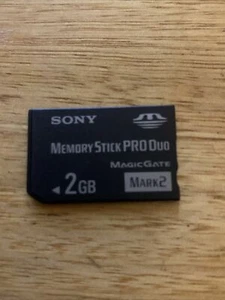 SONY
MEMORY STICK PRO DUO
MAGICGATE
2GB
MARK2